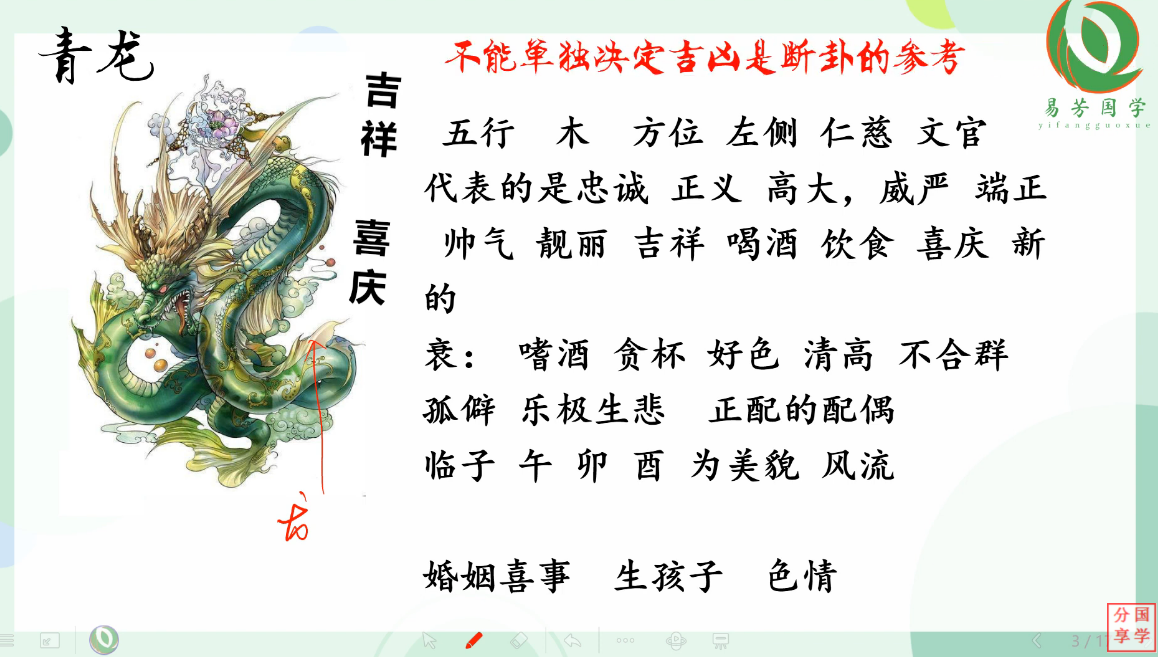 青龙
不能单独决定吉凶是断卦的参考
易芳国学
yifangguoxue
吉祥 喜庆
五行 木 方位 左侧 仁慈 文官
代表的是忠诚 正义 高大，威严 端正
帅气 靓丽 吉祥 喝酒 饮食 喜庆 新
的
衰： 嗜酒 贪杯 好色 清高 不合群
孤僻 乐极生悲 正配的配偶
临子 午 卯 酉 为美貌 风流
龙
婚姻喜事 生孩子 色情
3 / 1
国学分享